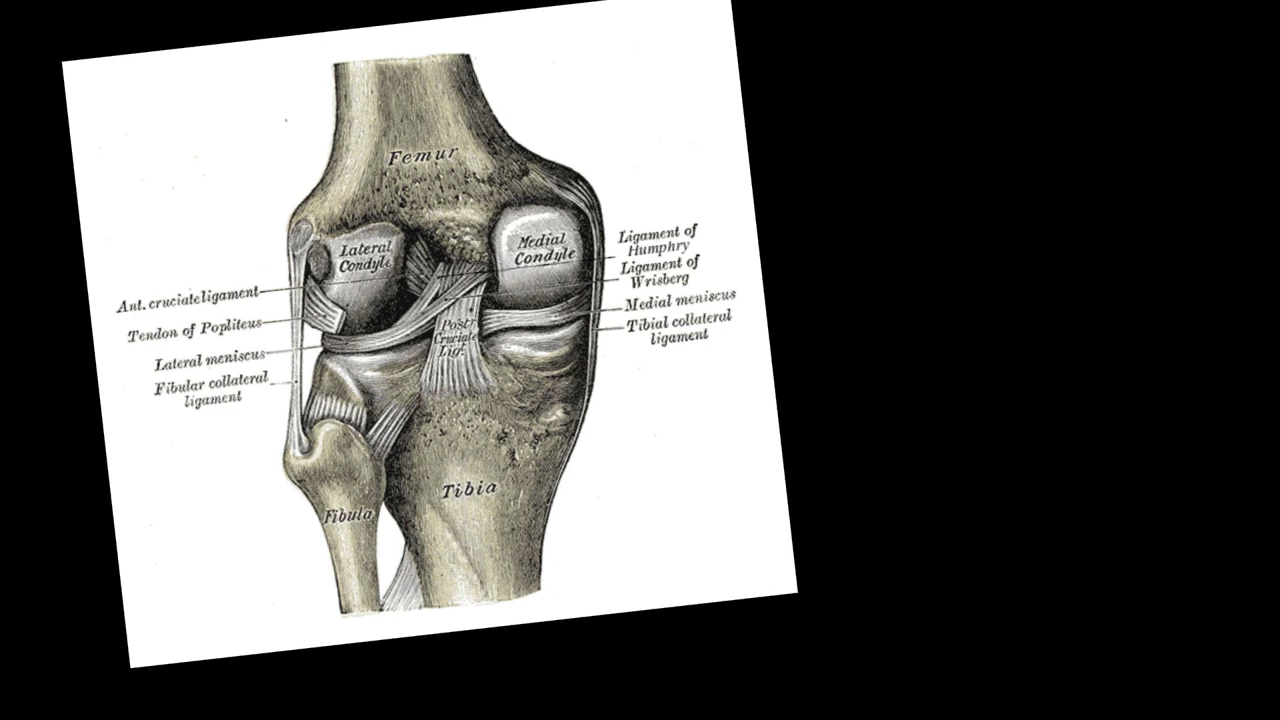 Femur
Lateral
Condyle
Medial
Condyle
Ligament of
Humphry
Ligament of
Wrisberg
Medial meniscus
Tibial collateral
ligament
Ant. cruciate ligament
Tendon of Popliteus
Lateral meniscus
Fibular collateral
ligament
Post.
Cruciate
Lig.
Tibia
Fibula